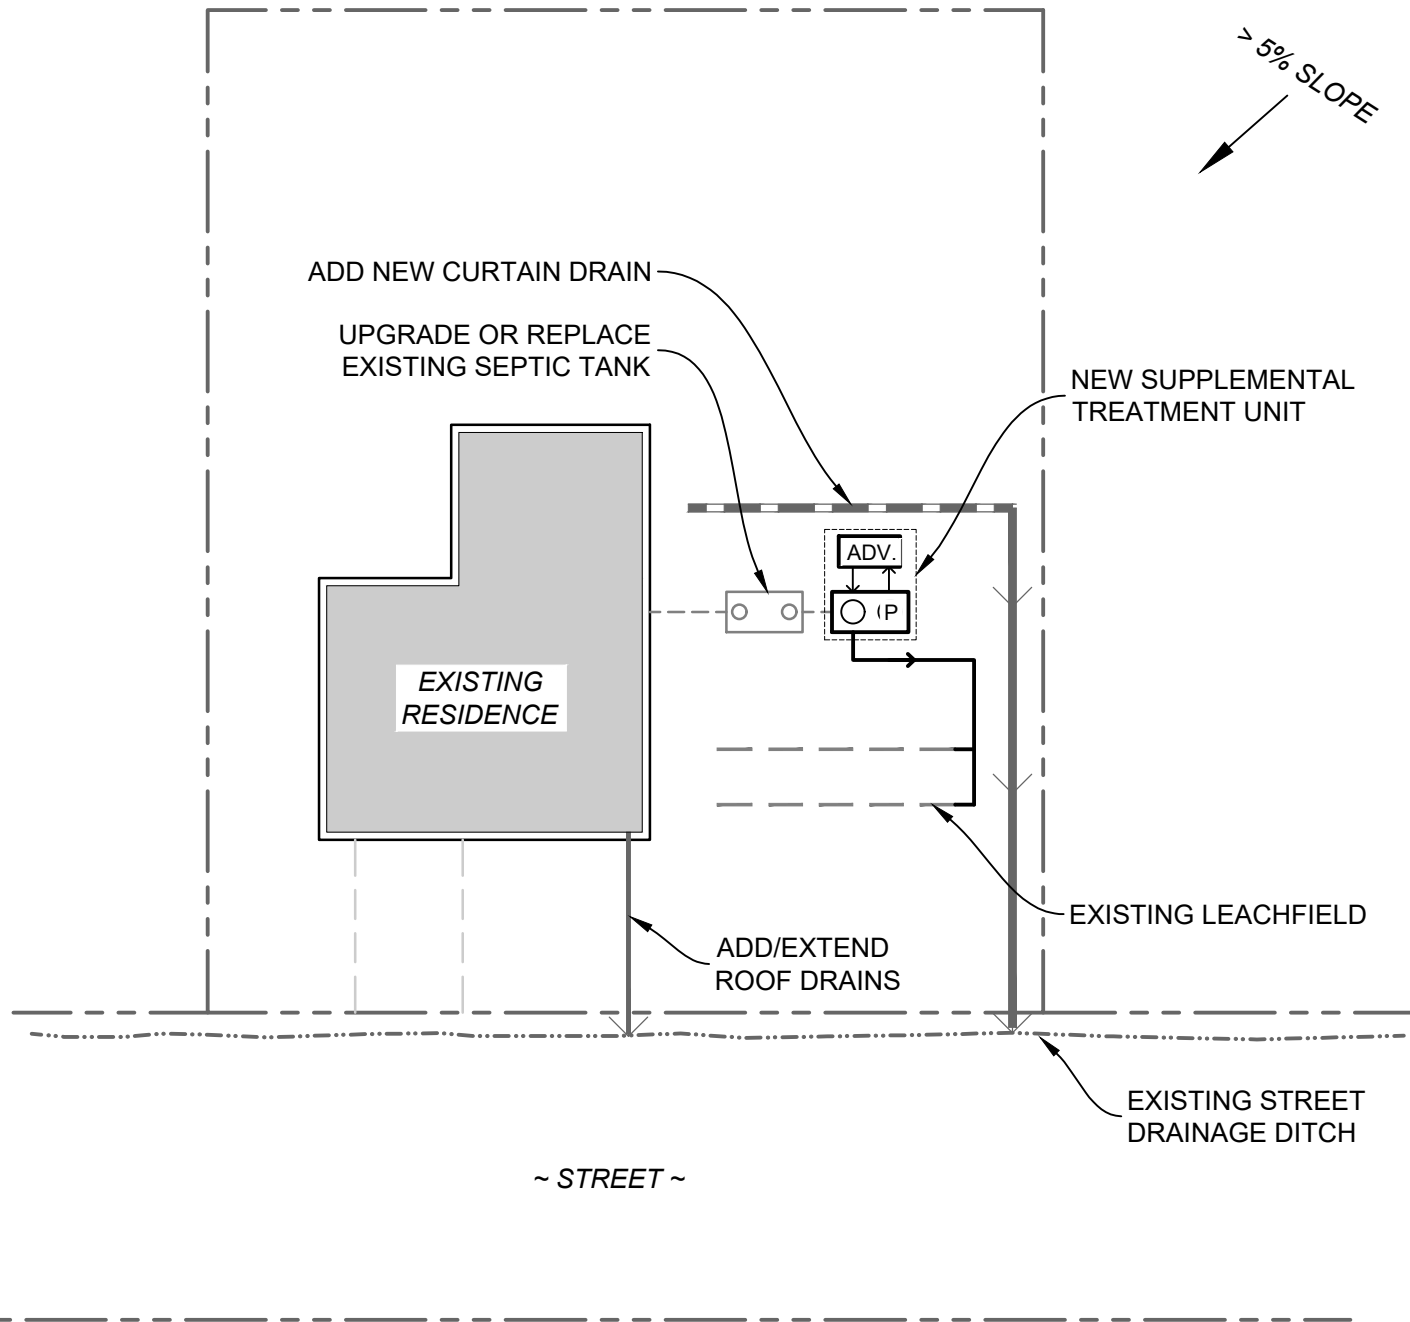 > 5% SLOPE
ADD NEW CURTAIN DRAIN
UPGRADE OR REPLACE
EXISTING SEPTIC TANK
NEW SUPPLEMENTAL
TREATMENT UNIT
ADV.
(P
EXISTING
RESIDENCE
EXISTING LEACHFIELD
ADD/EXTEND
ROOF DRAINS
EXISTING STREET
DRAINAGE DITCH
~ STREET ~